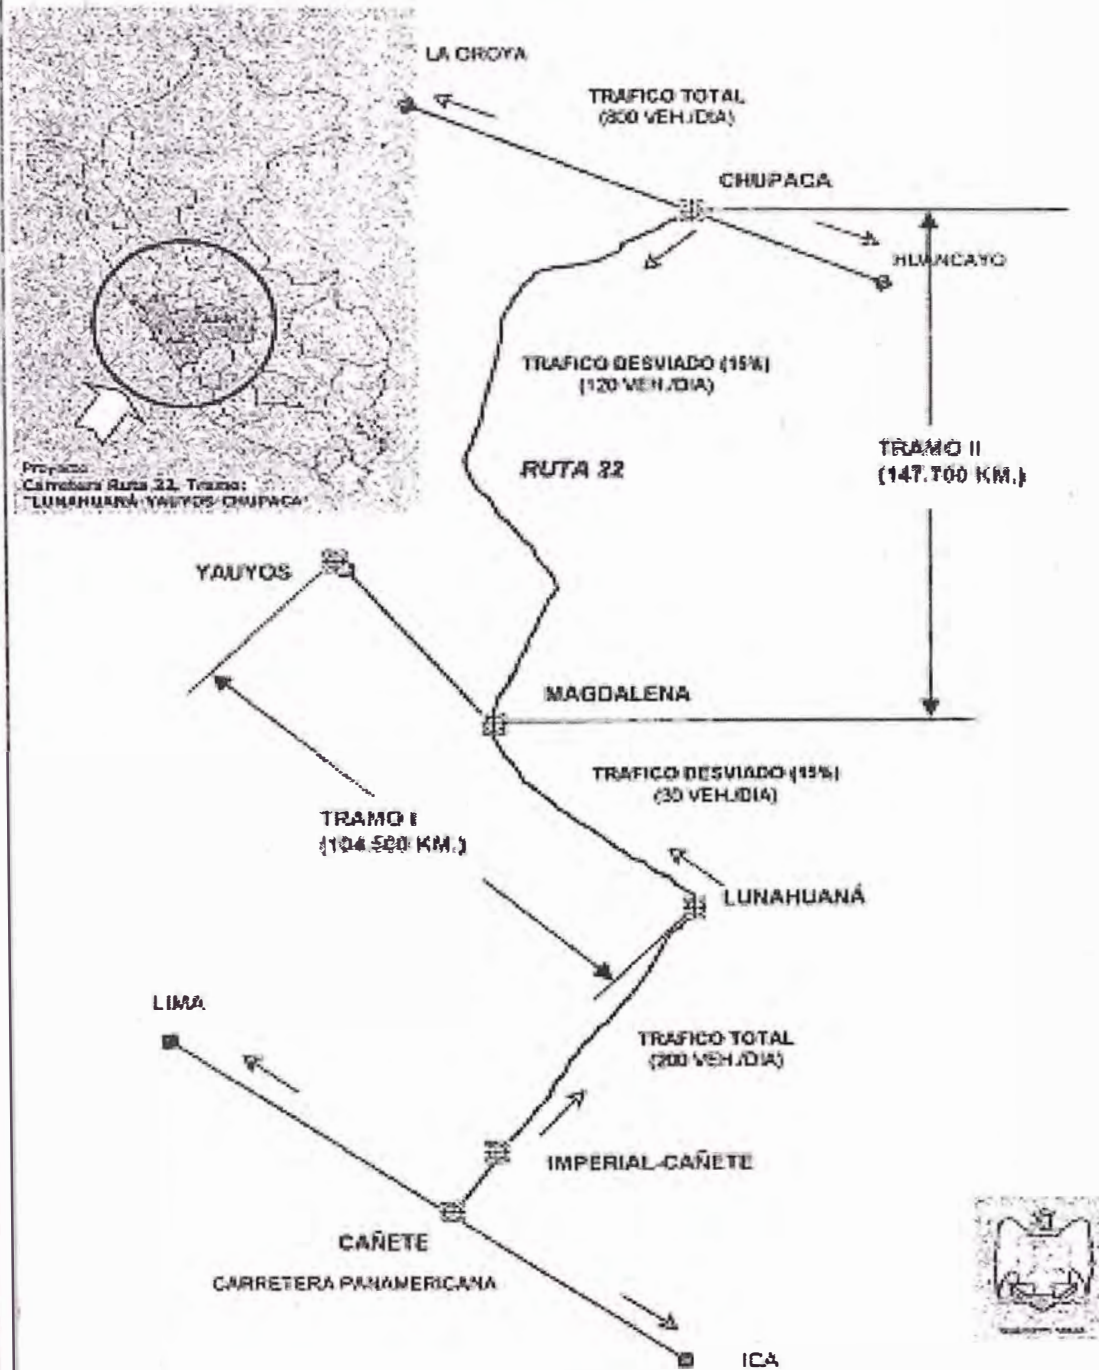 LA OROYA
TRAFICO TOTAL
(800 VEH./DIA)
CHUPACA
HUANCAYO
TRAFICO DESVIADO (15%)
(120 VEH./DIA)
RUTA 22
TRAMO II
(147.700 KM.)
Proyecto
Carretera Ruta 22, Tramo:
"LUNAHUANÁ-YAUYOS-CHUPACA"
YAUYOS
MAGDALENA
TRAFICO DESVIADO (15%)
(30 VEH./DIA)
TRAMO I
(104.500 KM.)
LUNAHUANÁ
LIMA
TRAFICO TOTAL
(200 VEH./DIA)
IMPERIAL-CAÑETE
CAÑETE
CARRETERA PANAMERICANA
ICA